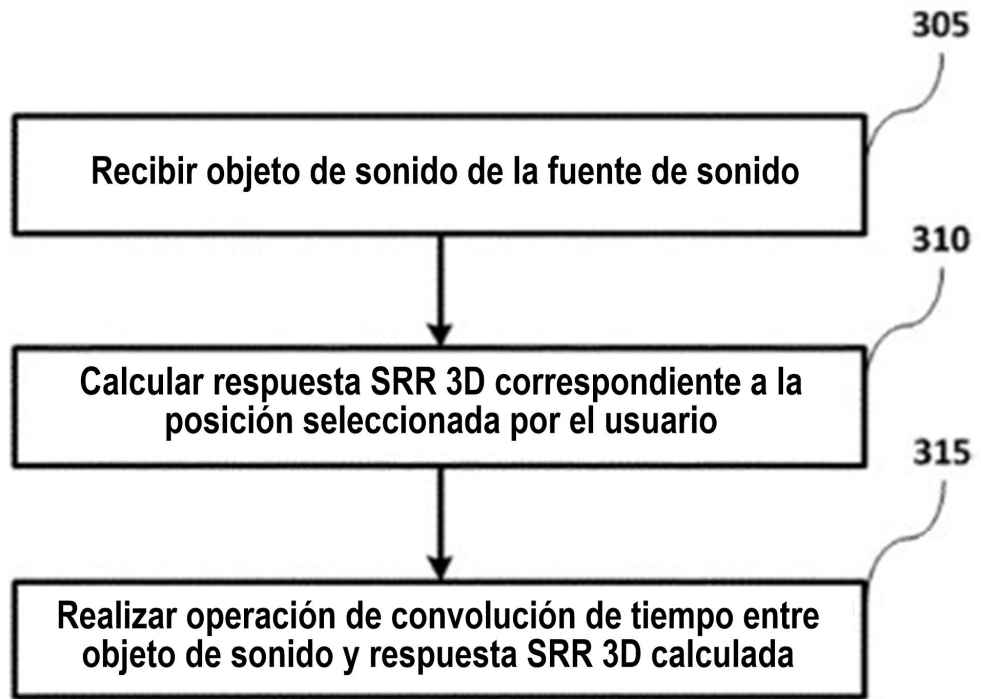 305
Recibir objeto de sonido de la fuente de sonido
310
Calcular respuesta SRR 3D correspondiente a la
posición seleccionada por el usuario
315
Realizar operación de convolución de tiempo entre
objeto de sonido y respuesta SRR 3D calculada